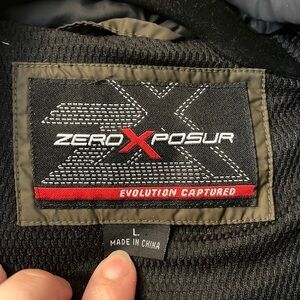 ZEROXPOSUR
EVOLUTION CAPTURED
L
MADE IN CHINA